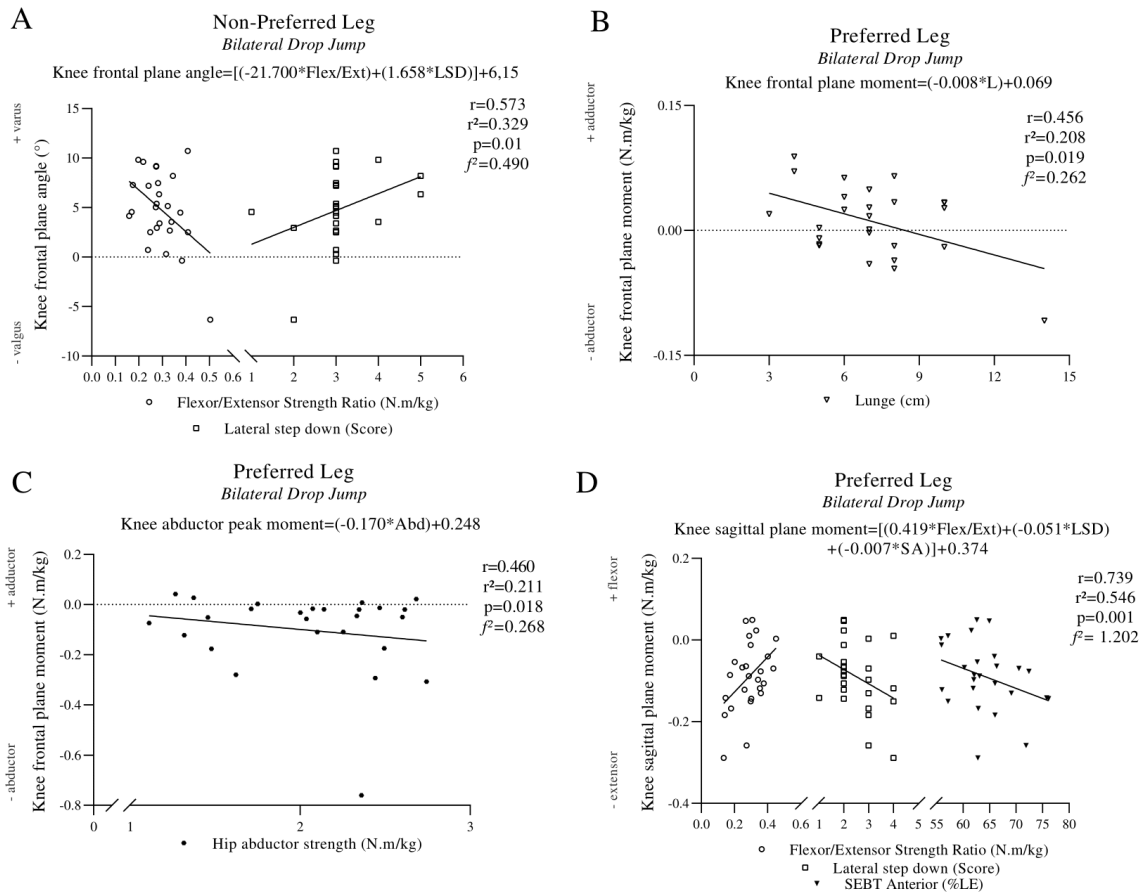 A
Non-Preferred Leg
Bilateral Drop Jump
Knee frontal plane angle=[(-21.700*Flex/Ext)+(1.658*LSD)]+6,15
r=0.573
r²=0.329
p=0.01
f²=0.490
+ varus
- valgus
Knee frontal plane angle (°)
15
10
5
0
-5
-10
0.0 0.1 0.2 0.3 0.4 0.5 0.6 1 2 3 4 5 6
Flexor/Extensor Strength Ratio (N.m/kg)
Lateral step down (Score)
B
Preferred Leg
Bilateral Drop Jump
Knee frontal plane moment=(-0.008*L)+0.069
r=0.456
r²=0.208
p=0.019
f²=0.262
+ adductor
- abductor
Knee frontal plane moment (N.m/kg)
0.15
0.00
-0.15
0 3 6 9 12 15
Lunge (cm)
C
Preferred Leg
Bilateral Drop Jump
Knee abductor peak moment=(-0.170*Abd)+0.248
r=0.460
r²=0.211
p=0.018
f²=0.268
+ adductor
- abductor
Knee frontal plane moment (N.m/kg)
0.2
0.0
-0.2
-0.4
-0.6
-0.8
0 1 2 3
Hip abductor strength (N.m/kg)
D
Preferred Leg
Bilateral Drop Jump
Knee sagittal plane moment=[(0.419*Flex/Ext)+(-0.051*LSD)
+(-0.007*SA)]+0.374
r=0.739
r²=0.546
p=0.001
f²= 1.202
+ flexor
- extensor
Knee sagittal plane moment (N.m/kg)
0.2
0.0
-0.2
-0.4
0.0 0.2 0.4 0.6 1 2 3 4 5 55 60 65 70 75 80
Flexor/Extensor Strength Ratio (N.m/kg)
Lateral step down (Score)
SEBT Anterior (%LE)